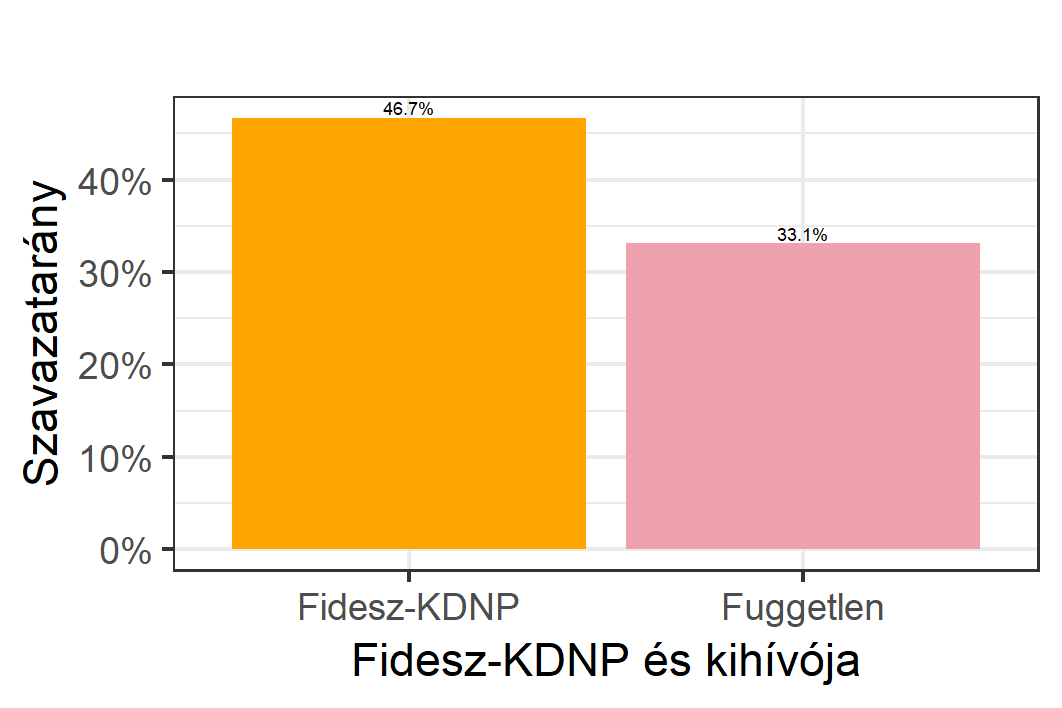 46.7%
33.1%
40%
30%
20%
10%
0%
Szavazatarány
Fidesz-KDNP
Fuggetlen
Fidesz-KDNP és kihívója